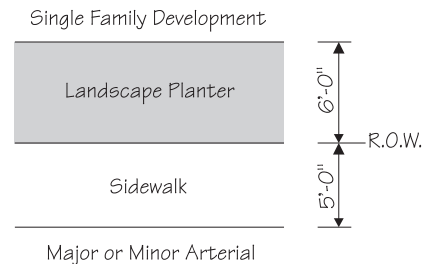 Single Family Development
Landscape Planter
6'-0"
R.O.W.
Sidewalk
5'-0"
Major or Minor Arterial